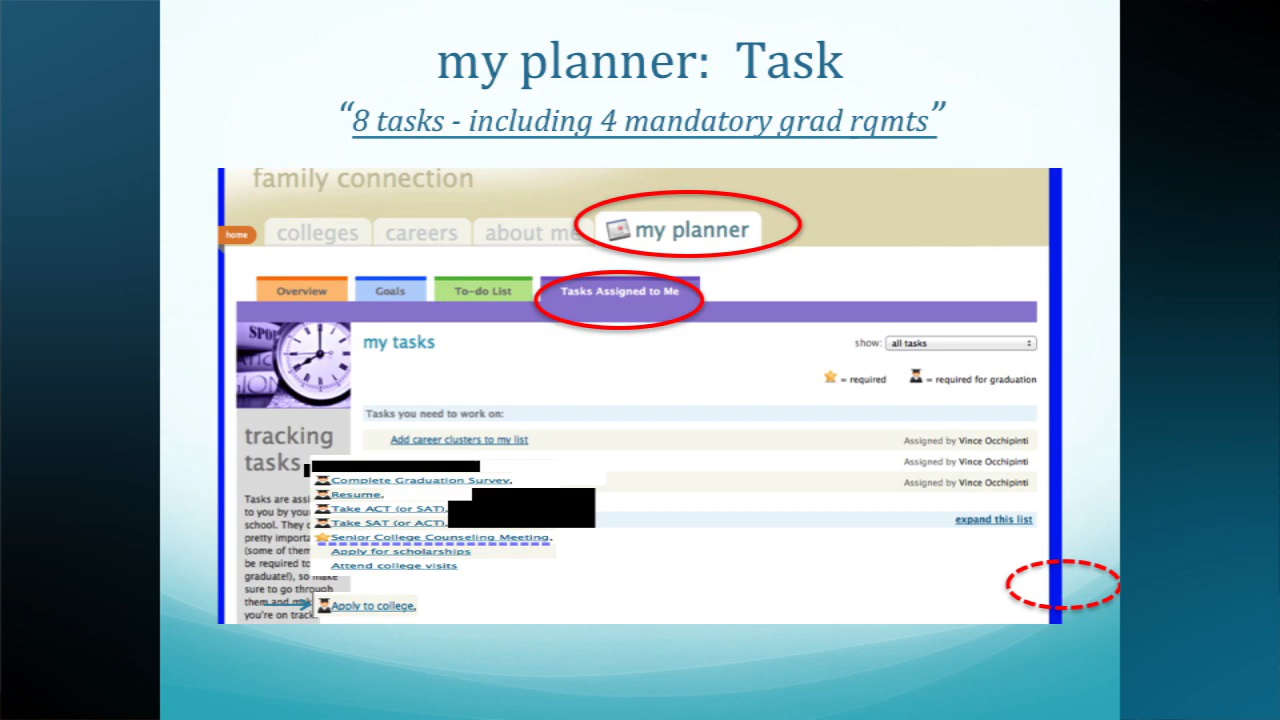 my planner: Task
“8 tasks - including 4 mandatory grad rqmts”
family connection
home
colleges
careers
about me
my planner
Overview
Goals
To-do List
Tasks Assigned to Me
my tasks
show: all tasks
= required
= required for graduation
Tasks you need to work on:
Add career clusters to my list
Assigned by Vince Occhipinti
Assigned by Vince Occhipinti
Assigned by Vince Occhipinti
expand this list
Complete Graduation Survey.
Resume.
Take ACT (or SAT).
Take SAT (or ACT).
Senior College Counseling Meeting.
Apply for scholarships
Attend college visits
Apply to college.
SPO
tracking
tasks
Tasks are assi
to you by you
school. They
pretty importa
(some of them
be required to
graduate!), so make
sure to go through
them and
you're on track.